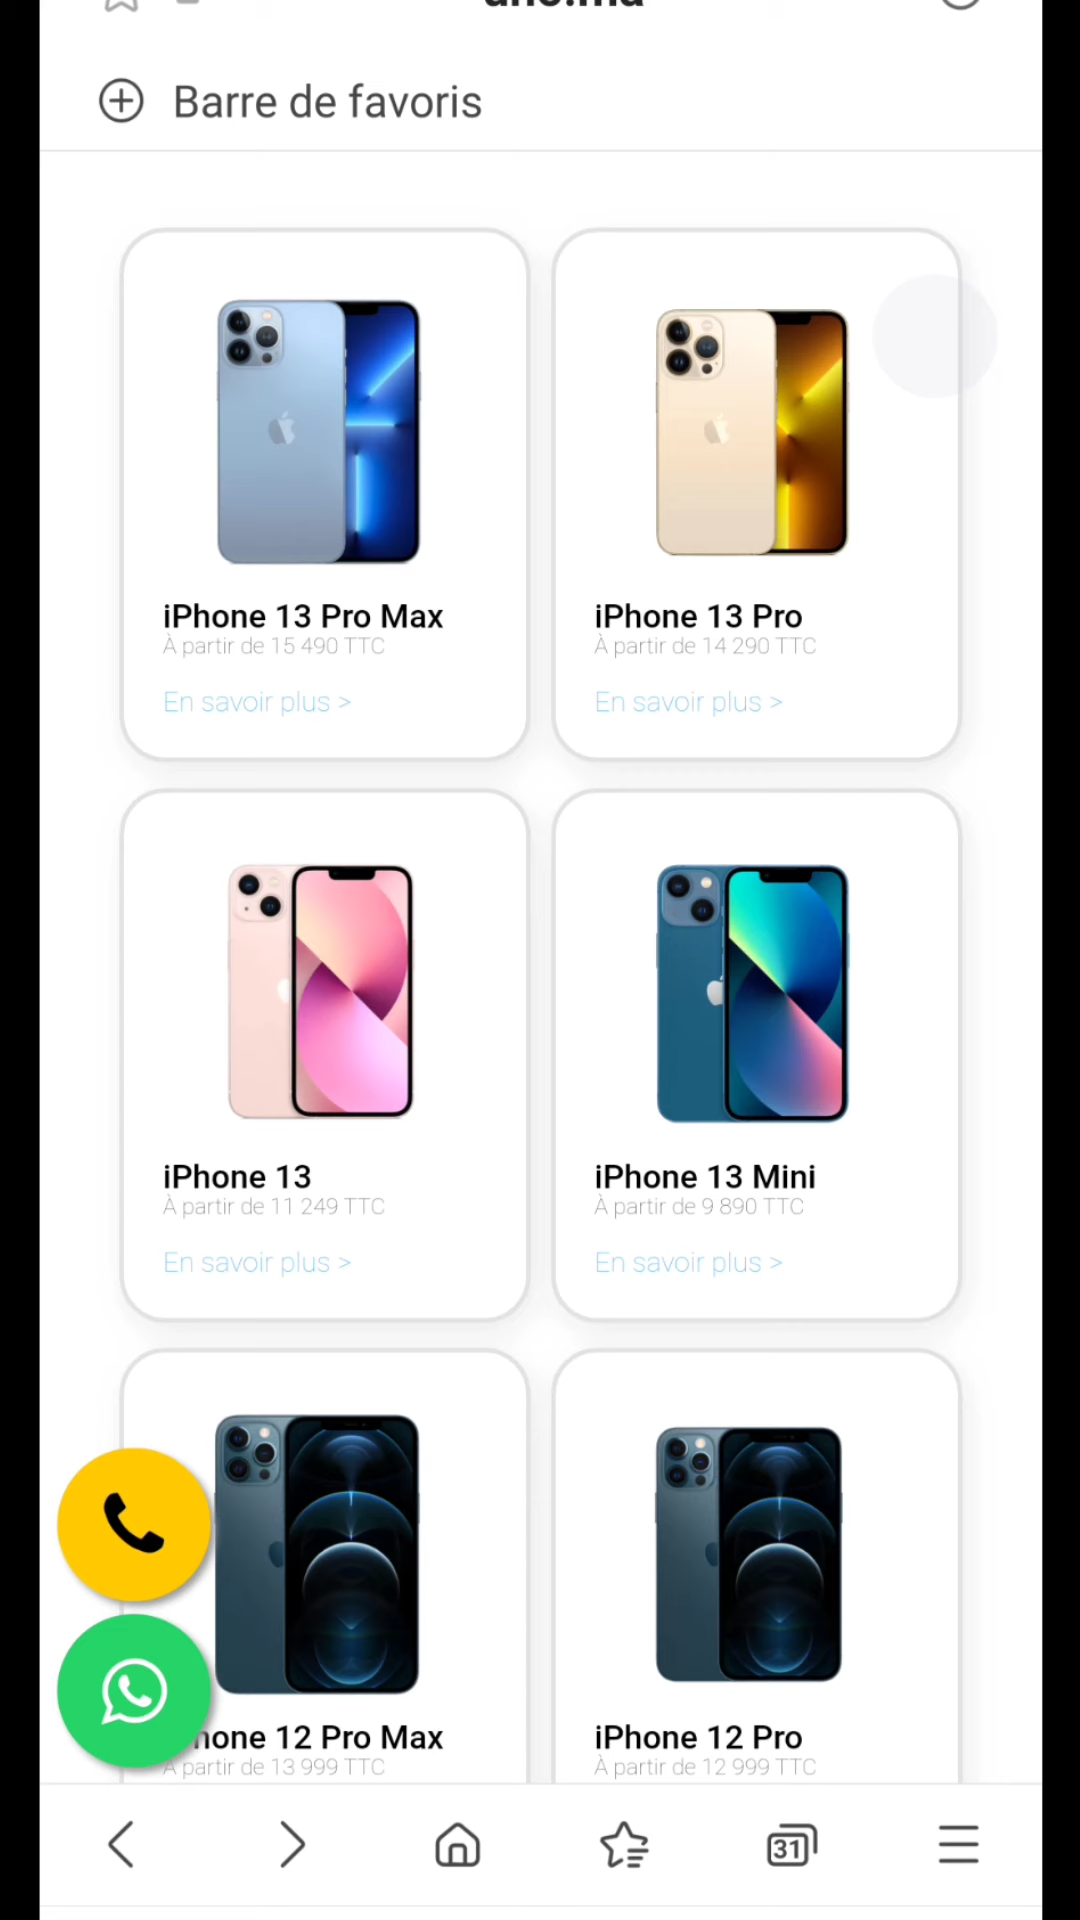 Barre de favoris
iPhone 13 Pro Max
À partir de 15 490 TTC
En savoir plus >
iPhone 13 Pro
À partir de 14 290 TTC
En savoir plus >
iPhone 13
À partir de 11 249 TTC
En savoir plus >
iPhone 13 Mini
À partir de 9 890 TTC
En savoir plus >
hone 12 Pro Max
À partir de 13 999 TTC
iPhone 12 Pro
À partir de 12 999 TTC
31